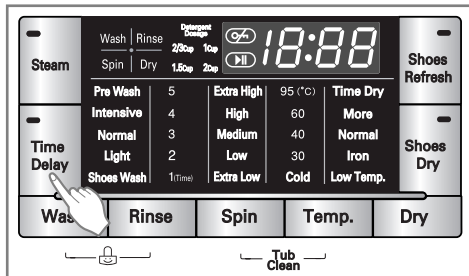 Steam
Wash Rinse
Spin Dry
Detergent
Dosage
2/3cup 1cup
1.5cup 2cup
18:88
Shoes
Refresh
Pre Wash 5 Extra High 95 (°C) Time Dry
Intensive 4 High 60 More
Normal 3 Medium 40 Normal
Light 2 Low 30 Iron
Shoes Wash 1(Time) Extra Low Cold Low Temp.
Time
Delay
Shoes
Dry
Rinse Spin Temp. Dry
Tub
Clean